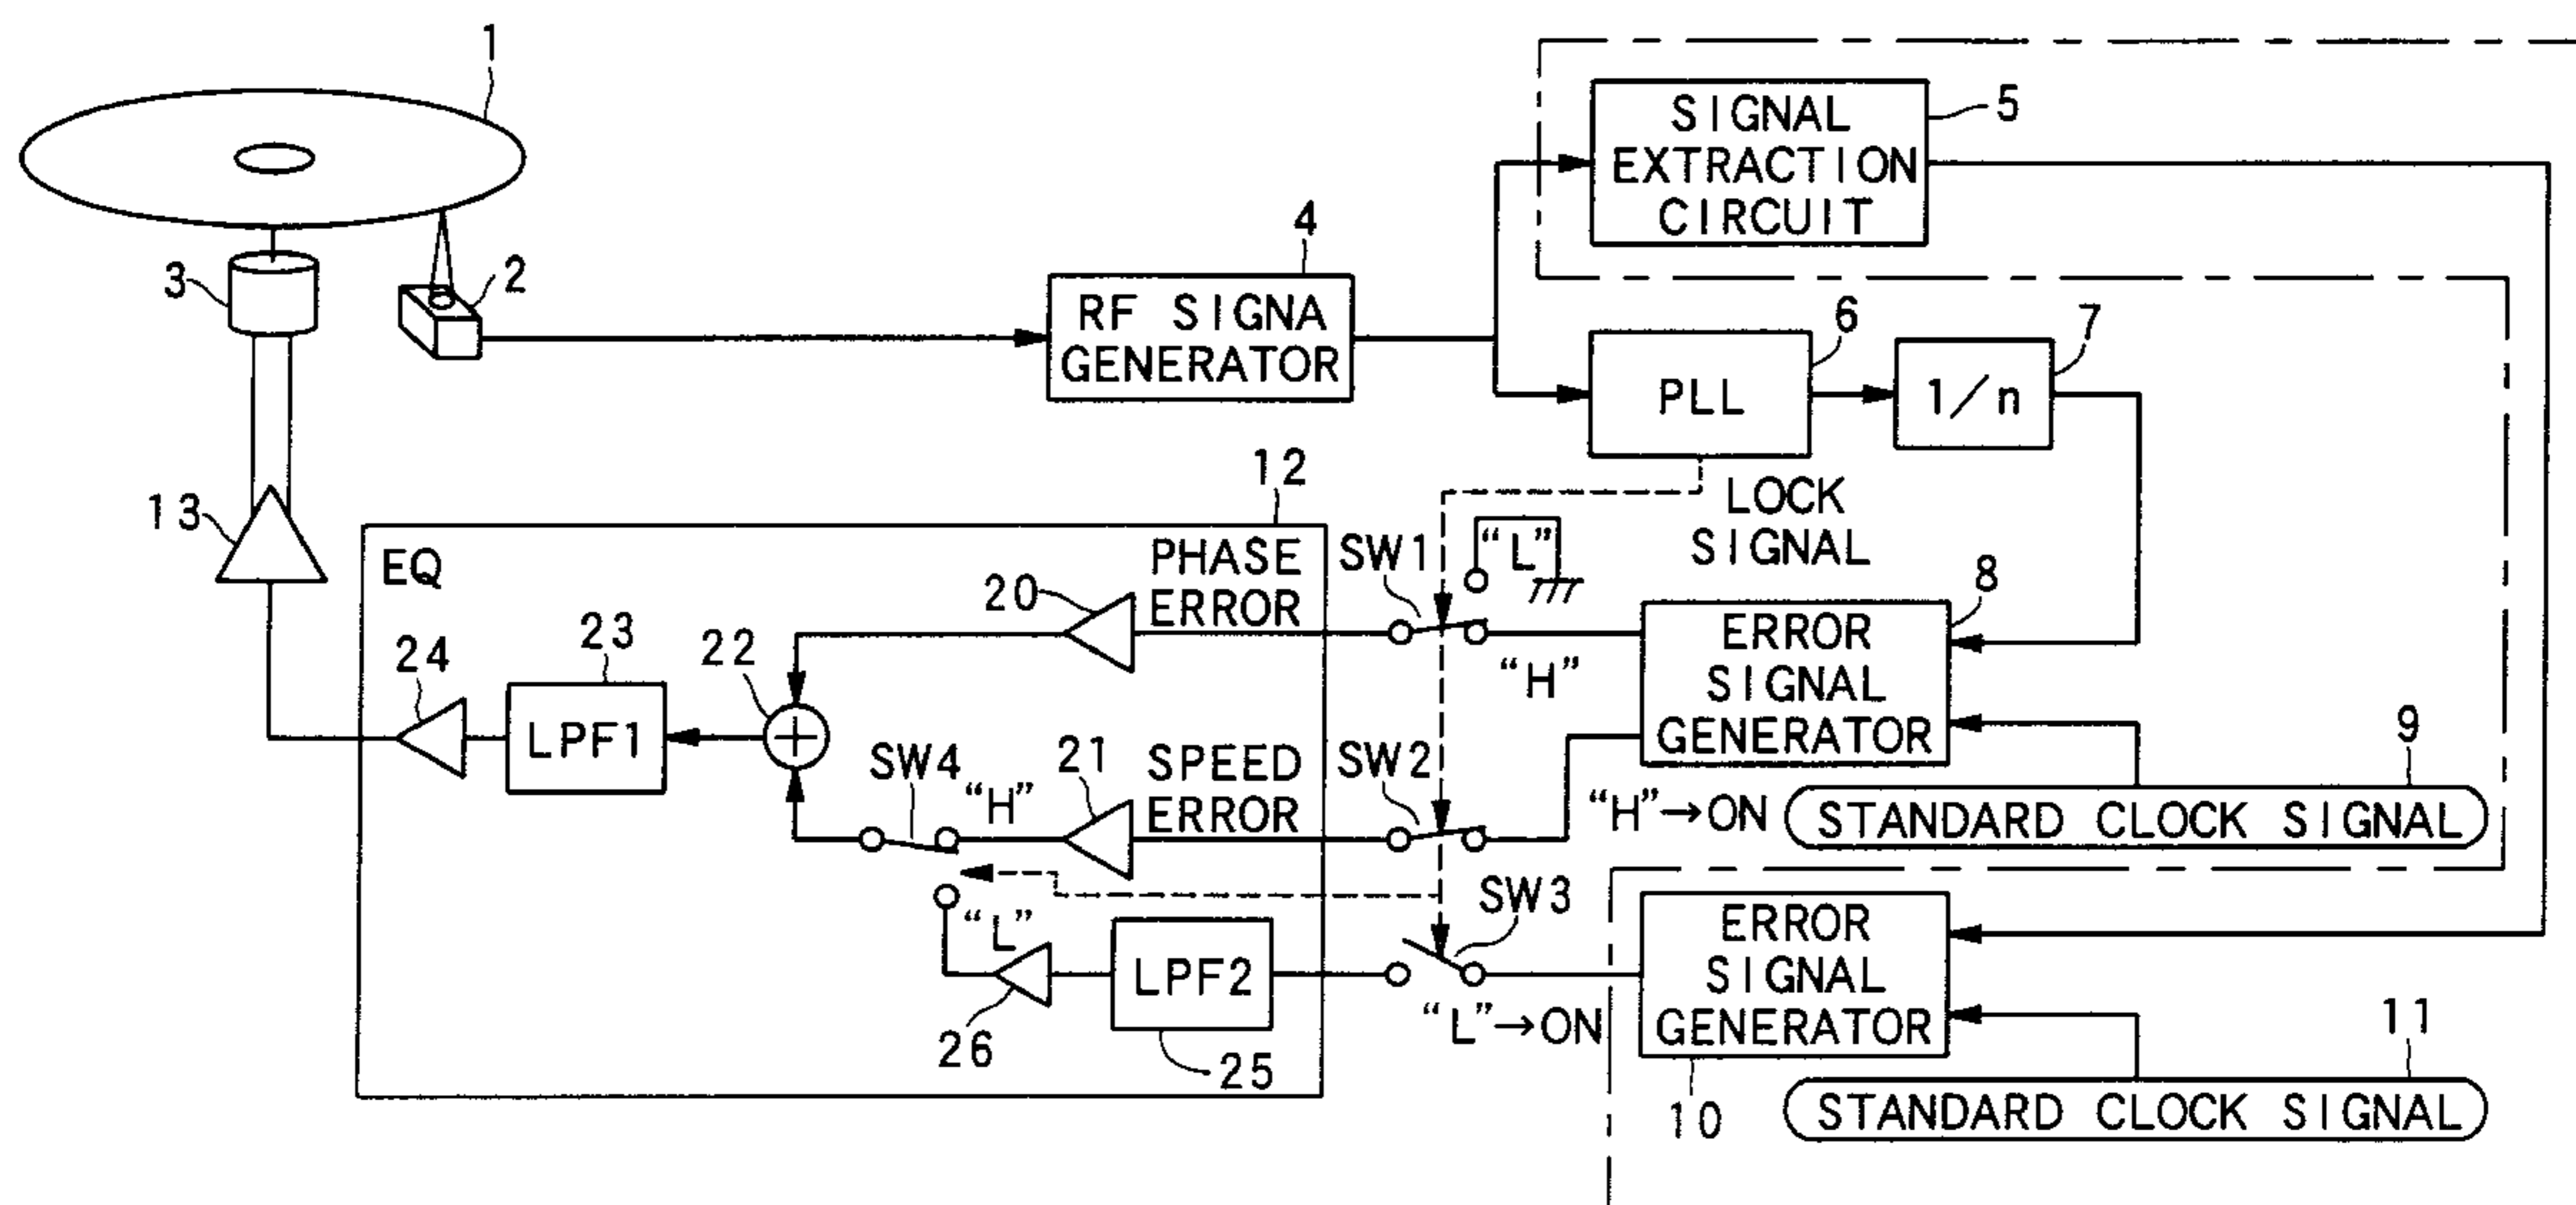 1
SIGNAL
EXTRACTION
CIRCUIT
5
4
3
2
RF SIGNA
GENERATOR
6
7
PLL
1/n
12
LOCK
SIGNAL
13
EQ
PHASE
ERROR
SW1
“L”
8
20
23
22
24
“H”
ERROR
SIGNAL
GENERATOR
LPF1
SW4
“H”
21
SPEED
ERROR
SW2
9
“H”→ON
STANDARD CLOCK SIGNAL
“L”
SW3
LPF2
ERROR
SIGNAL
GENERATOR
“L”→ON
26
25
11
10
STANDARD CLOCK SIGNAL